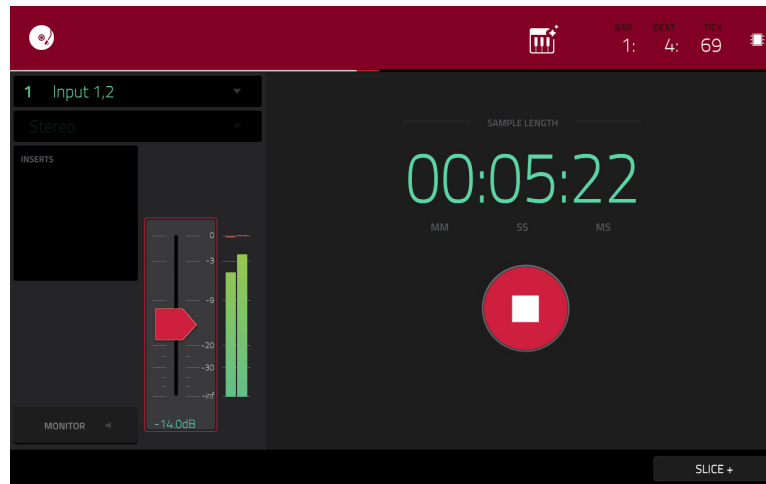 BAR BEAT TICK
1: 4: 69
1 Input 1,2
Stereo
INSERTS
SAMPLE LENGTH
00:05:22
MM SS MS
0
-3
-9
-20
-30
-inf
MONITOR
-14.0dB
SLICE +